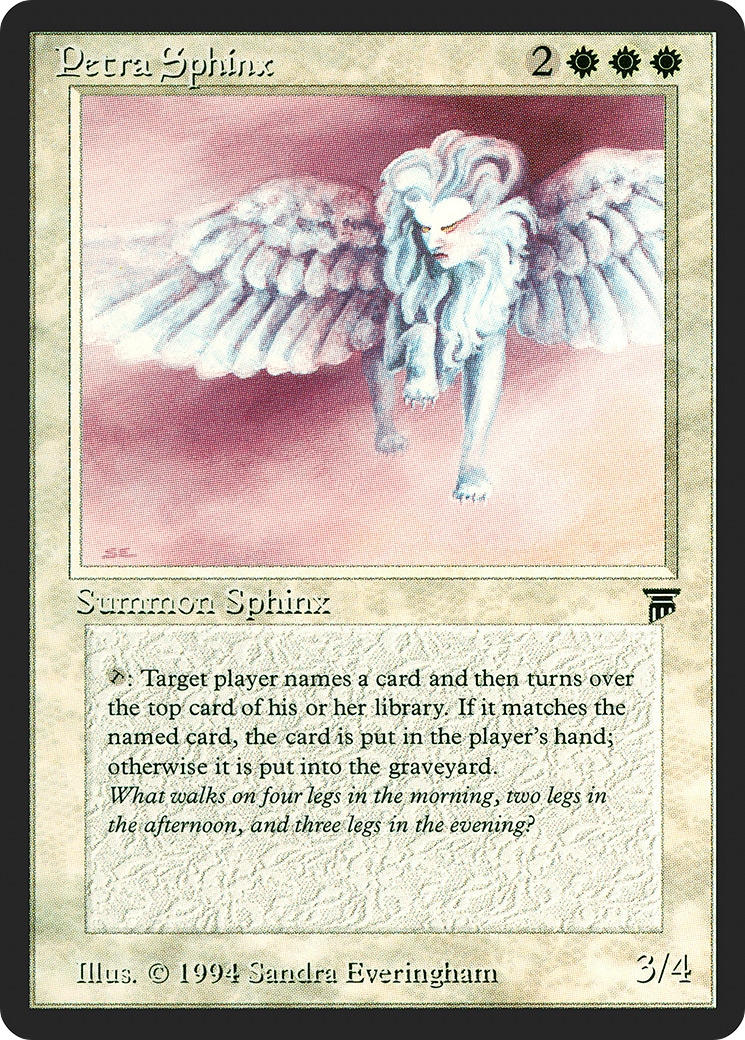 Petra Sphinx
2
SE
Summon Sphinx
T: Target player names a card and then turns over
the top card of his or her library. If it matches the
named card, the card is put in the player's hand;
otherwise it is put into the graveyard.
What walks on four legs in the morning, two legs in
the afternoon, and three legs in the evening?
Illus. © 1994 Sandra Everingham
3/4